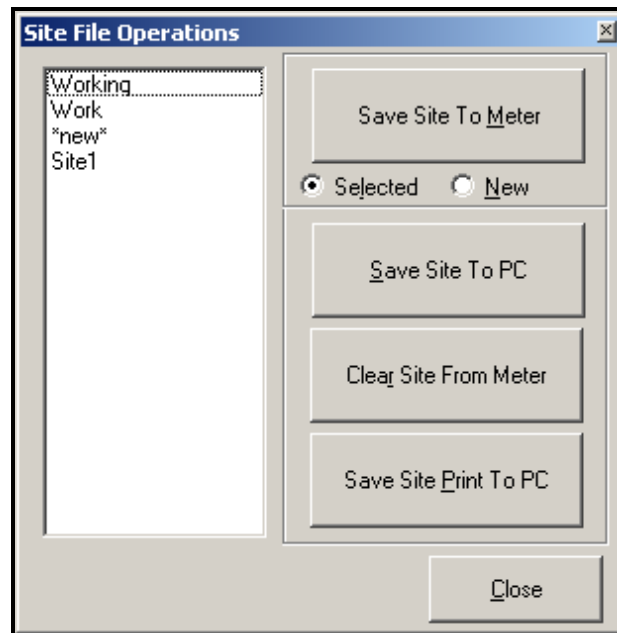 Site File Operations
Working
Work
*new*
Site1
Save Site To Meter
Selected
New
Save Site To PC
Clear Site From Meter
Save Site Print To PC
Close